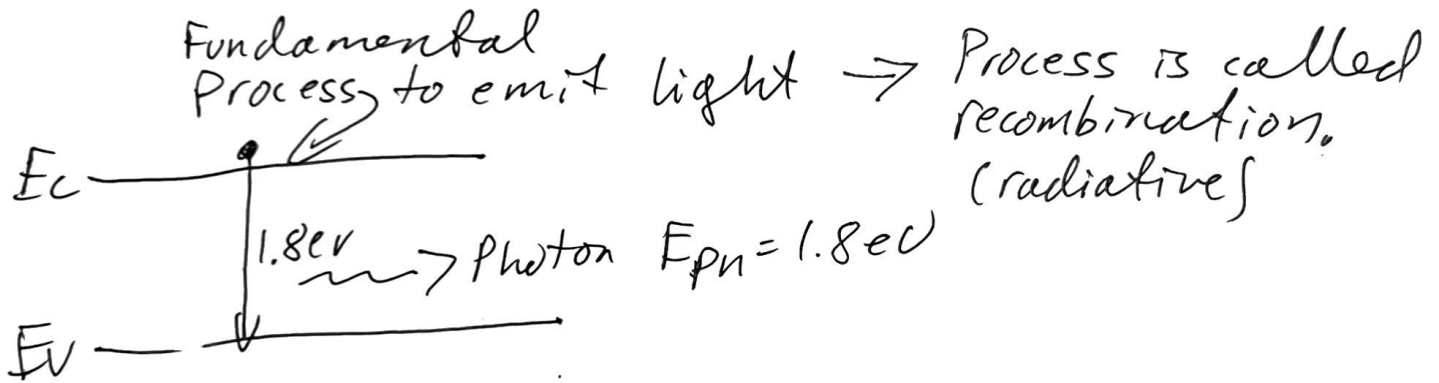 Fundamental
Process to emit light → Process is called
recombination.
(radiative)
Ec
1.8eV → Photon Eph = 1.8eV
Ev